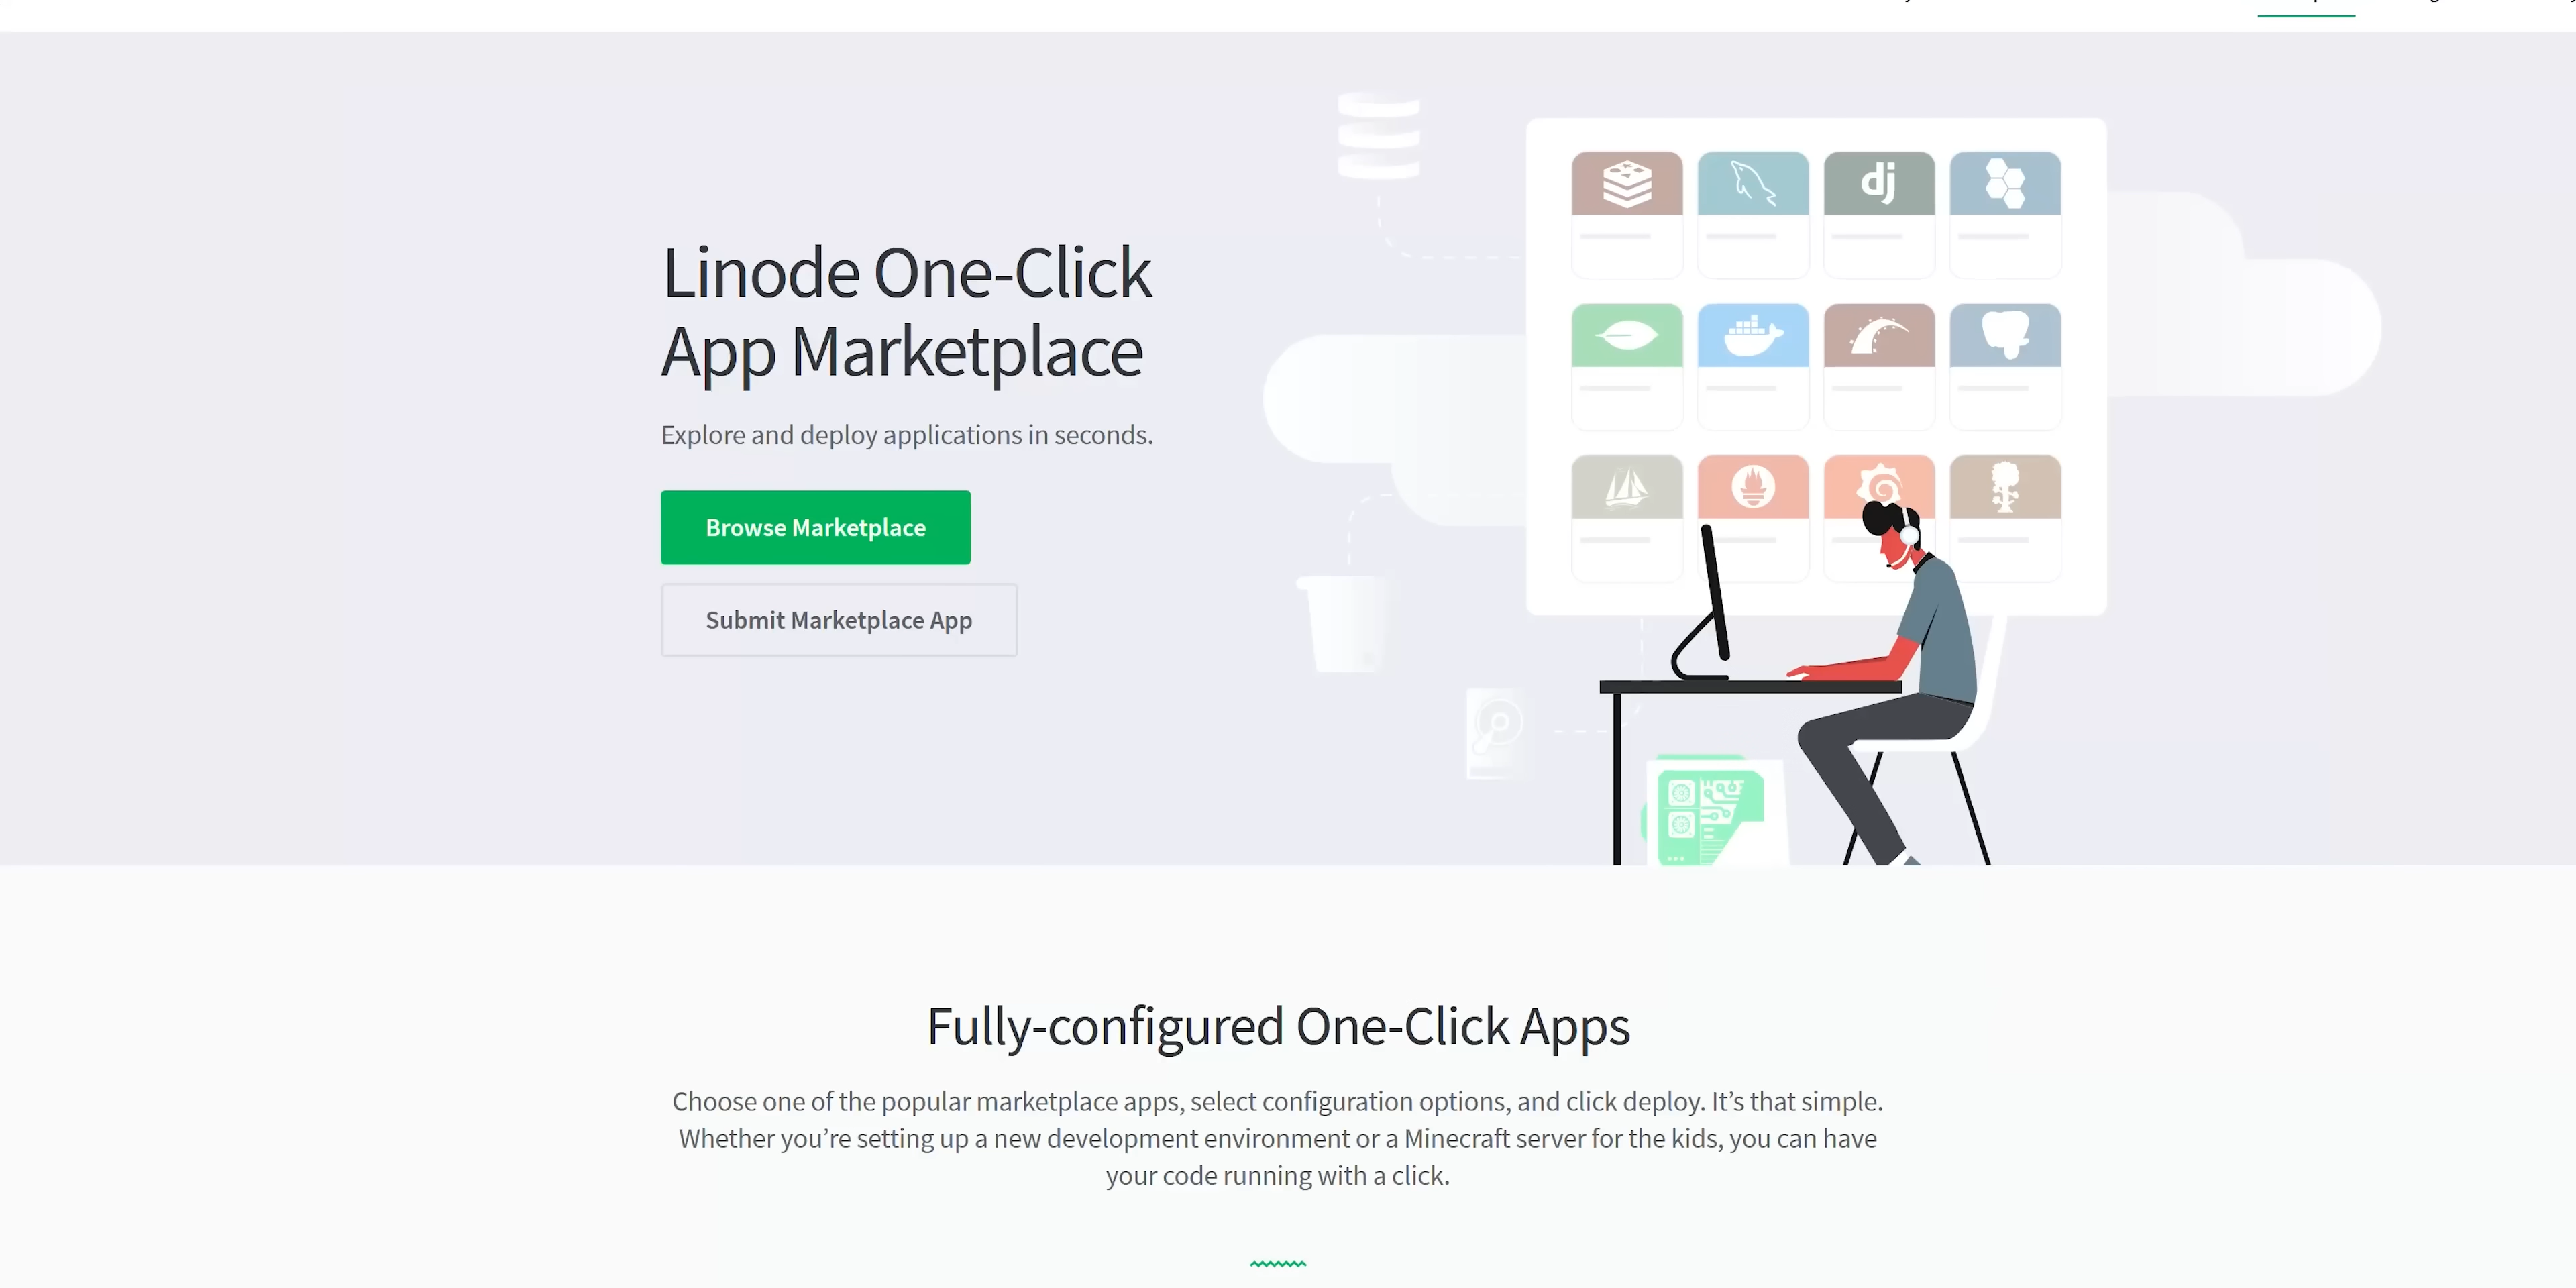 Linode One-Click
App Marketplace
Explore and deploy applications in seconds.
Browse Marketplace
Submit Marketplace App
dj
Fully-configured One-Click Apps
Choose one of the popular marketplace apps, select configuration options, and click deploy. It’s that simple.
Whether you’re setting up a new development environment or a Minecraft server for the kids, you can have
your code running with a click.